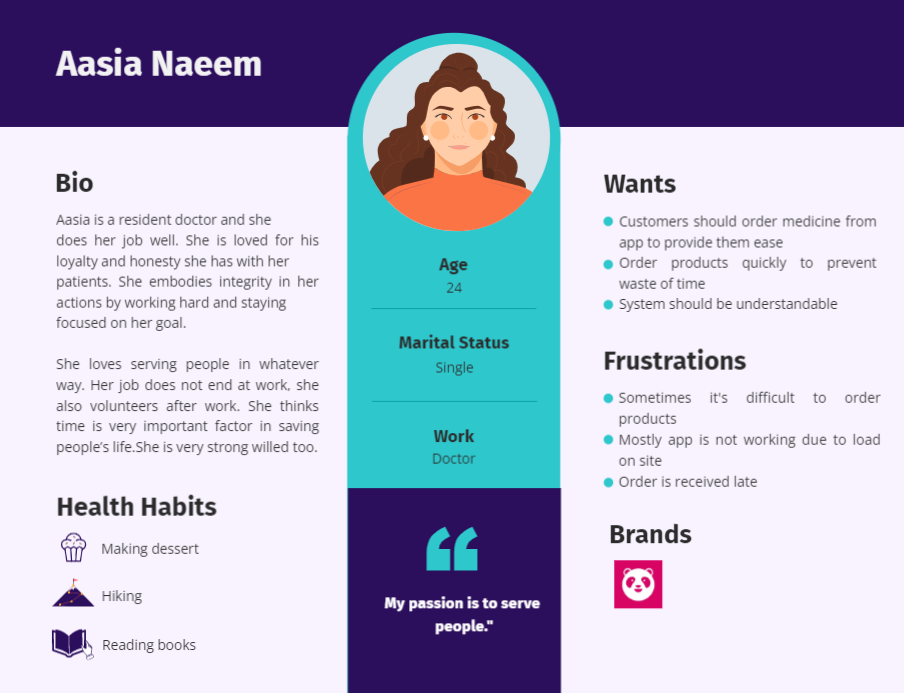 Aasia Naeem
Bio
Aasia is a resident doctor and she
does her job well. She is loved for his
loyalty and honesty she has with her
patients. She embodies integrity in her
actions by working hard and staying
focused on her goal.
She loves serving people in whatever
way. Her job does not end at work, she
also volunteers after work. She thinks
time is very important factor in saving
people's life.She is very strong willed too.
Health Habits
Making dessert
Hiking
Reading books
Age
24
Marital Status
Single
Work
Doctor
“
My passion is to serve
people."
Wants
Customers should order medicine from
app to provide them ease
Order products quickly to prevent
waste of time
System should be understandable
Frustrations
Sometimes it's difficult to order
products
Mostly app is not working due to load
on site
Order is received late
Brands